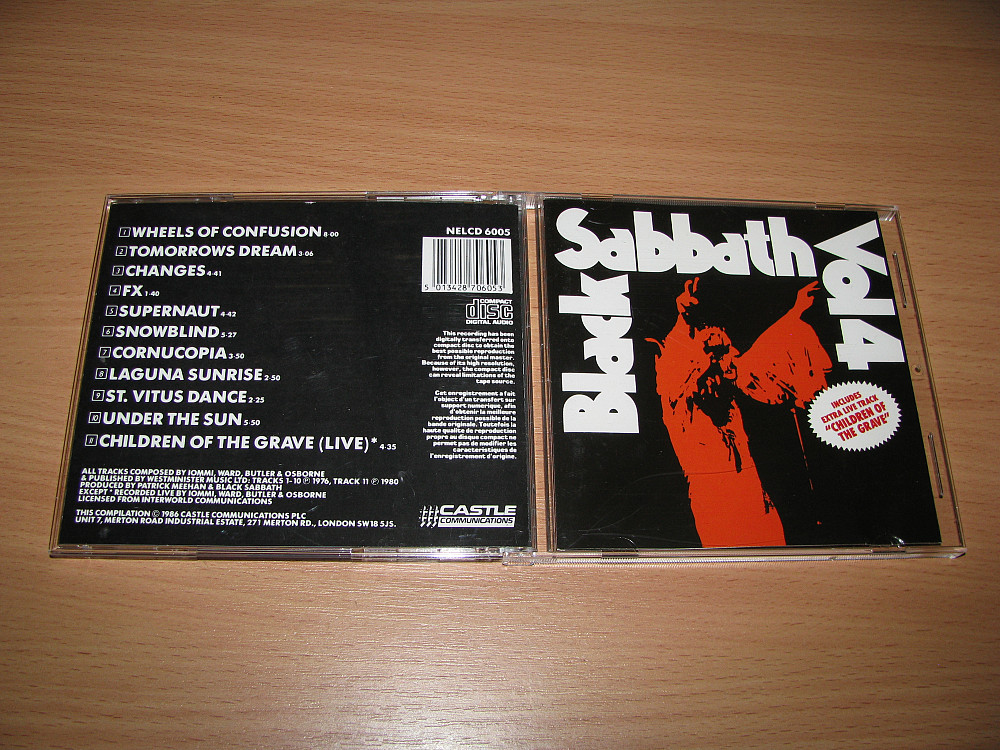 1 WHEELS OF CONFUSION 8·00
2 TOMORROWS DREAM 3·06
3 CHANGES 4·41
4 FX 1·40
5 SUPERNAUT 4·42
6 SNOWBLIND 5·27
7 CORNUCOPIA 3·50
8 LAGUNA SUNRISE 2·50
9 ST. VITUS DANCE 2·25
10 UNDER THE SUN 5·50
CHILDREN OF THE GRAVE (LIVE)* 4·35
ALL TRACKS COMPOSED BY IOMMI, WARD, BUTLER & OSBORNE
& PUBLISHED BY WESTMINISTER MUSIC LTD: TRACKS 1-10 ℗ 1976, TRACK 11 ℗ 1980
PRODUCED BY PATRICK MEEHAN & BLACK SABBATH
EXCEPT * RECORDED LIVE BY IOMMI, WARD, BUTLER & OSBORNE
LICENSED FROM INTERWORLD COMMUNICATIONS
THIS COMPILATION © 1986 CASTLE COMMUNICATIONS PLC
UNIT 7, MERTON ROAD INDUSTRIAL ESTATE, 271 MERTON RD., LONDON SW18 5JS.
NELCD 6005
5 013428 706053
COMPACT
disc
DIGITAL AUDIO
This recording has been
digitally transferred onto
compact disc to obtain the
best possible reproduction
from the original master.
Because of its high resolution,
however, the compact disc
can reveal limitations of the
tape source.
Cet enregistrement a fait
l'object d'un transfert sur
support numerique, afin
d'obtenir la meilleure
reproduction possible de la
bande originale. Toutefois la
haute qualite de reproduction
propre au disque compact ne
permet pas de modifier les
caracteristiques de
l'enregistrement d'origine.
CASTLE
COMMUNICATIONS
Black
Sabbath
Vol 4
INCLUDES
EXTRA LIVE TRACK
"CHILDREN OF
THE GRAVE"